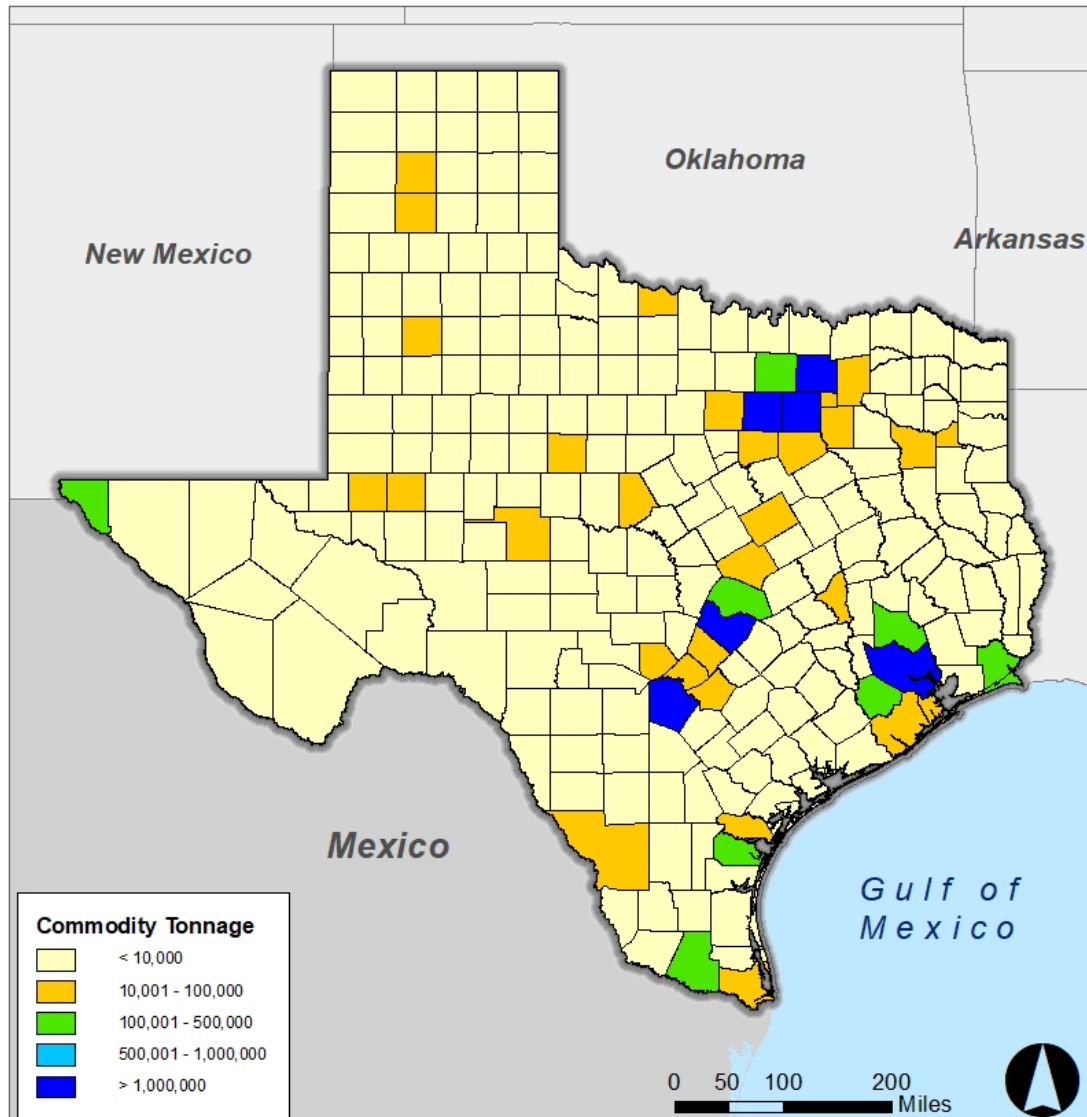 Oklahoma
New Mexico
Arkansas
Mexico
Gulf of
Mexico
Commodity Tonnage
< 10,000
10,001 - 100,000
100,001 - 500,000
500,001 - 1,000,000
> 1,000,000
0 50 100 200
Miles